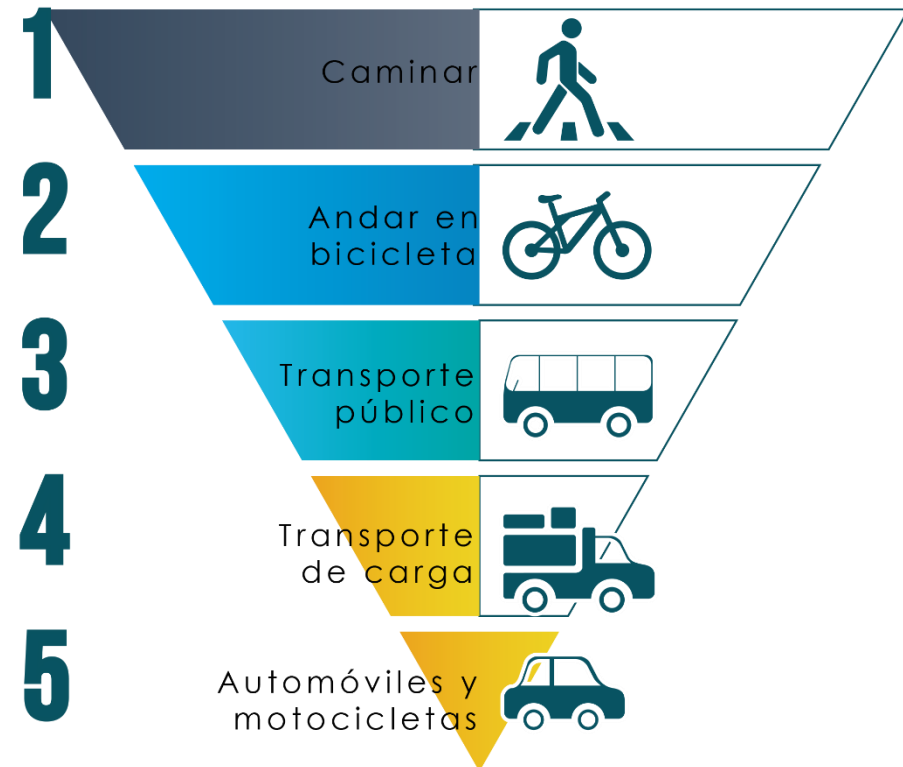 1
Caminar
2
Andar en
bicicleta
3
Transporte
público
4
Transporte
de carga
5
Automóviles y
motocicletas